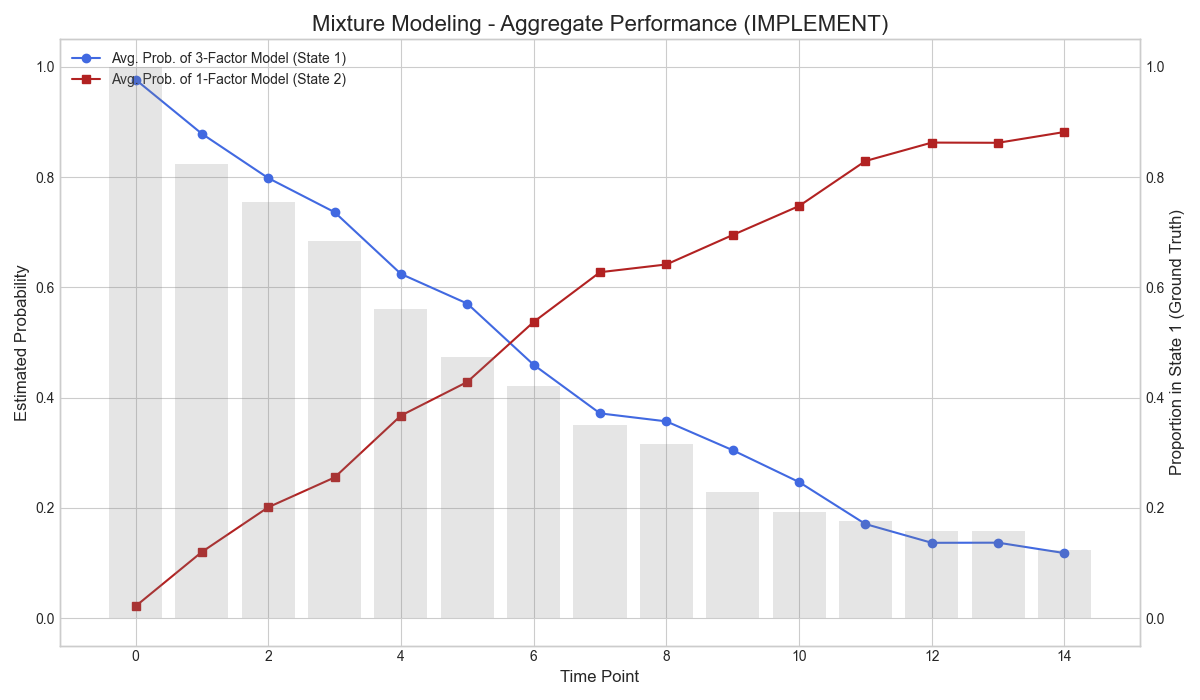 Mixture Modeling - Aggregate Performance (IMPLEMENT)
Avg. Prob. of 3-Factor Model (State 1)
Avg. Prob. of 1-Factor Model (State 2)
Estimated Probability
1.0
0.8
0.6
0.4
0.2
0.0
1.0
0.8
0.6
0.4
0.2
0.0
Proportion in State 1 (Ground Truth)
0 2 4 6 8 10 12 14
Time Point